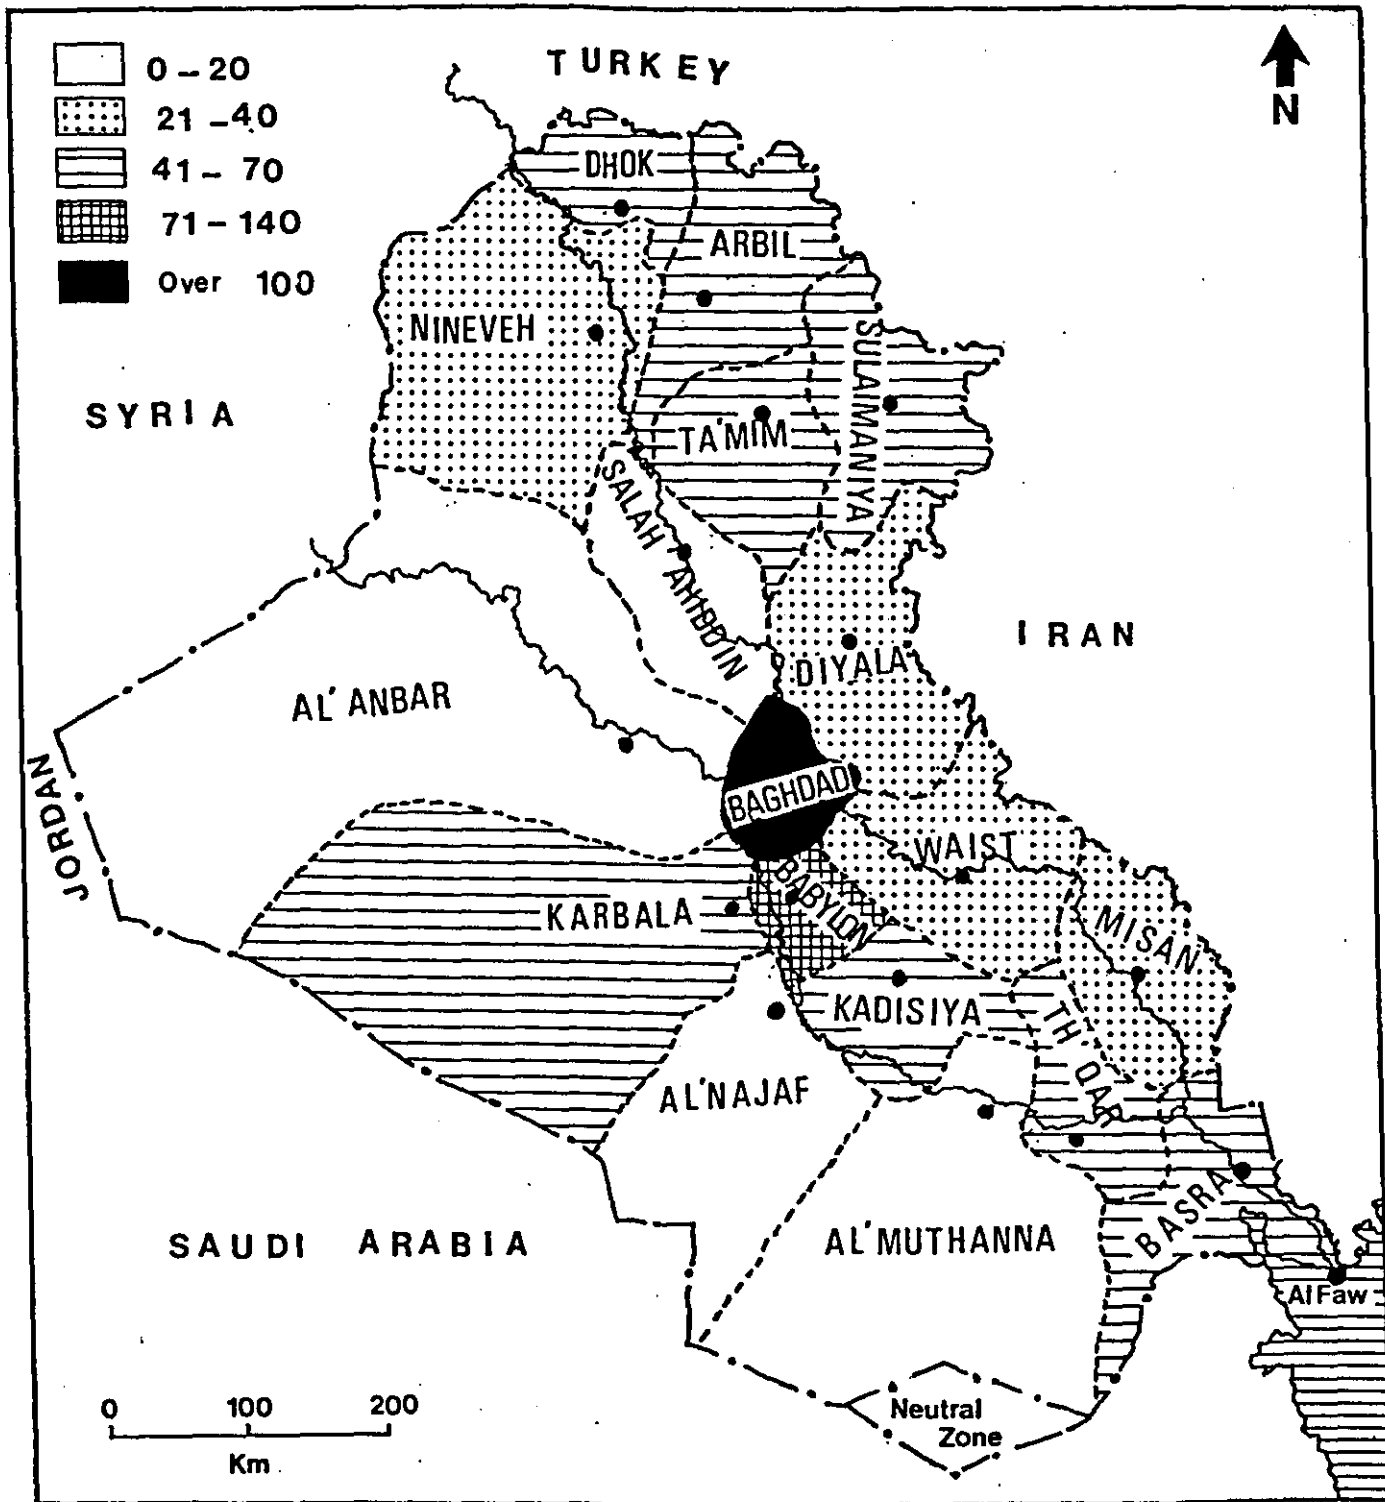 0 - 20
21 - 40
41 - 70
71 - 140
Over 100
TURKEY
N
DHOK
ARBIL
NINEVEH
SULAIMANIYA
SYRIA
TA'MIM
SALAH 'AHIDDIN
IRAN
DIYALA
AL' ANBAR
JORDAN
BAGHDAD
WAIST
BABYLON
KARBALA
MISAN
KADISIYA
TH QAR
AL'NAJAF
BASRA
SAUDI ARABIA
AL'MUTHANNA
Al Faw
Neutral
Zone
0 100 200
Km